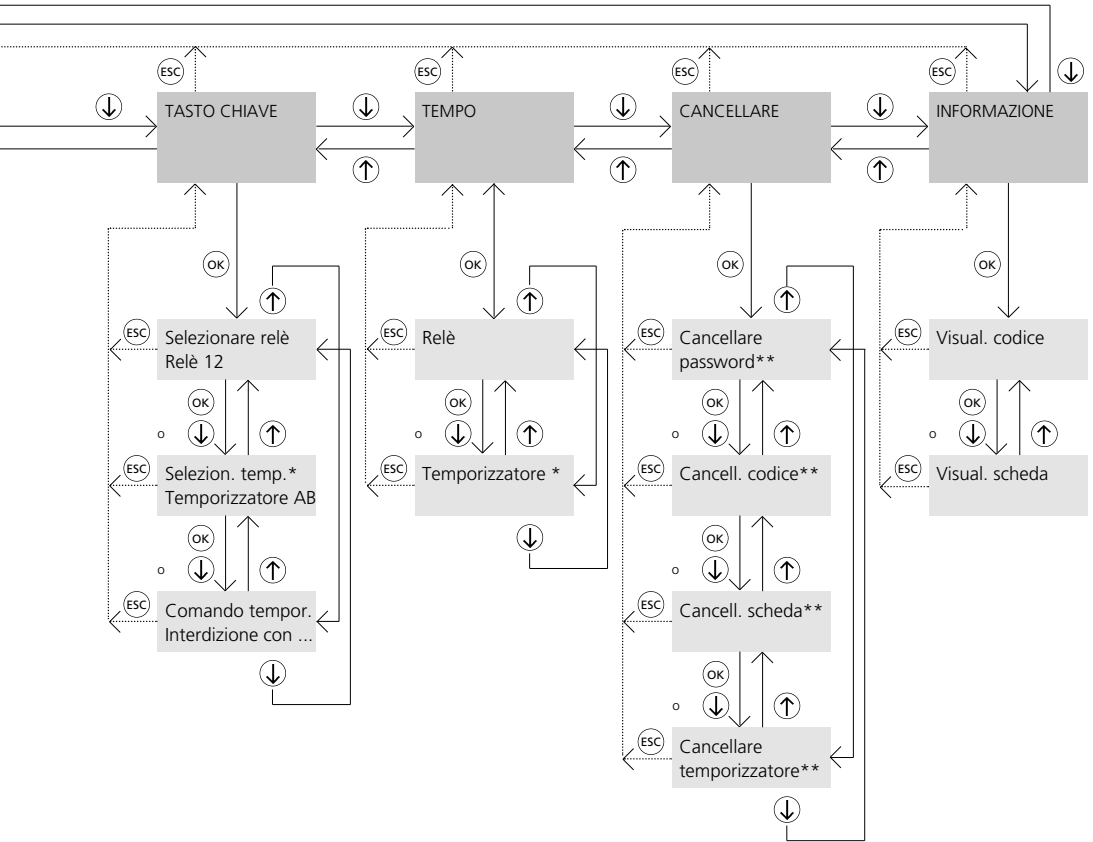 ESC
ESC
ESC
ESC
TASTO CHIAVE
TEMPO
CANCELLARE
INFORMAZIONE
OK
OK
OK
OK
ESC
Selezionare relè
Relè 12
ESC
Relè
ESC
Cancellare
password**
ESC
Visual. codice
OK
o
OK
o
OK
o
OK
o
ESC
Selezion. temp.*
Temporizzatore AB
ESC
Temporizzatore *
ESC
Cancell. codice**
ESC
Visual. scheda
OK
o
OK
o
ESC
Comando tempor.
Interdizione con ...
ESC
Cancell. scheda**
OK
o
ESC
Cancellare
temporizzatore**